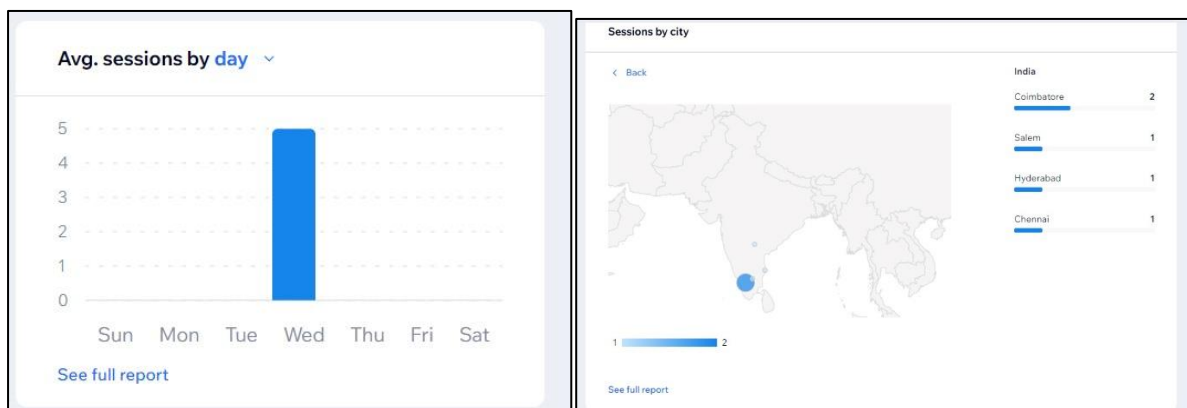 Avg. sessions by day
5
4
3
2
1
0
Sun Mon Tue Wed Thu Fri Sat
See full report
Sessions by city
Back
India
Coimbatore 2
Salem 1
Hyderabad 1
Chennai 1
1 2
See full report